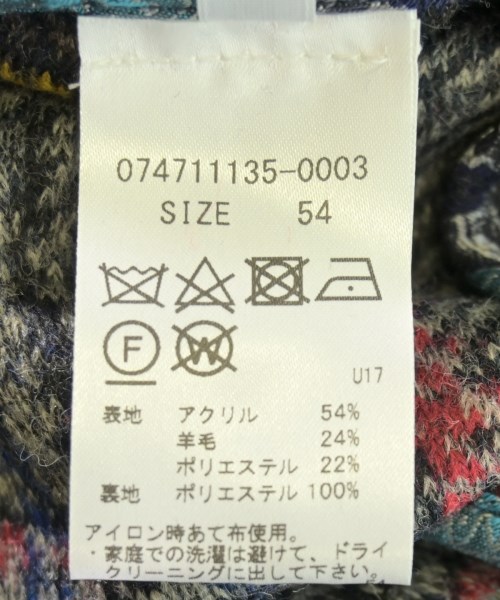 074711135-0003
SIZE 54
F W
U17
表地 アクリル 54%
羊毛 24%
ポリエステル 22%
裏地 ポリエステル 100%
アイロン時あて布使用。
・家庭での洗濯は避けて、ドライ
クリーニングに出して下さい。